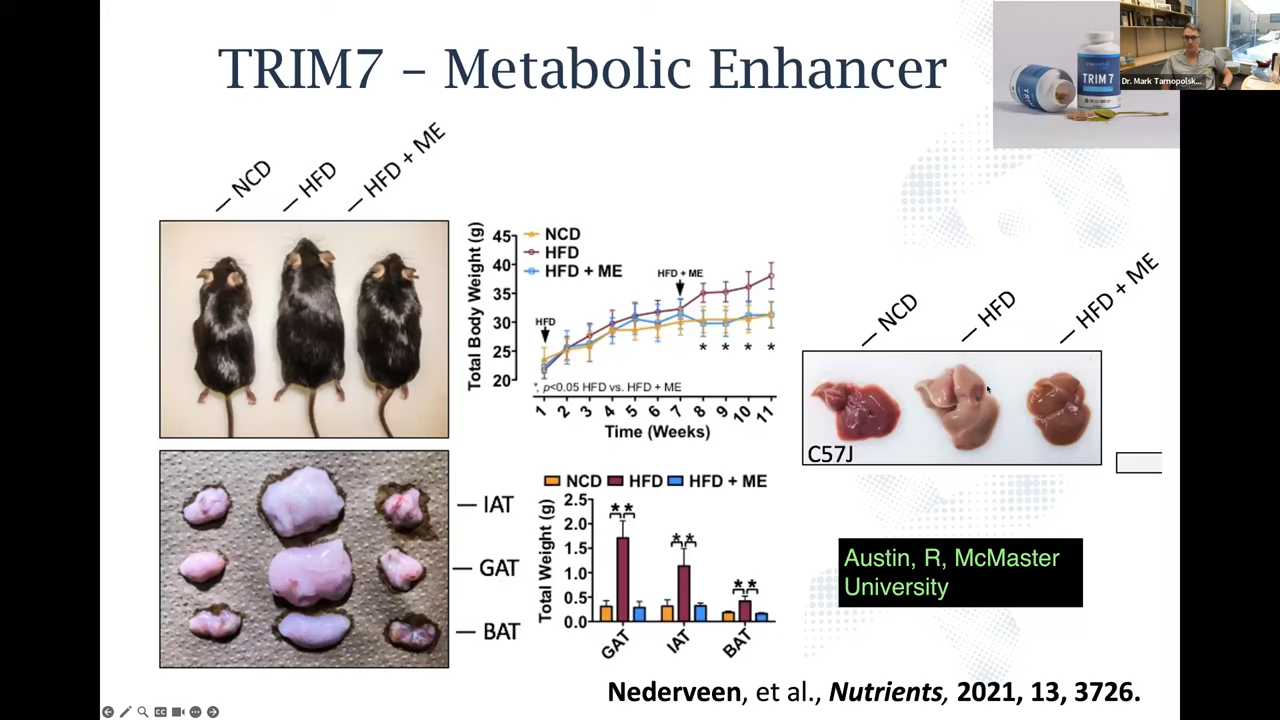 TRIM7 – Metabolic Enhancer
TRIM 7
Dr. Mark Tarnopolsk...
— NCD
— HFD
— HFD + ME
Total Body Weight (g)
45
40
35
30
25
20
NCD
HFD
HFD + ME
HFD
HFD + ME
* * * *
*, p<0.05 HFD vs. HFD + ME
1 2 3 4 5 6 7 8 9 10 11
Time (Weeks)
— NCD
— HFD
— HFD + ME
C57J
— IAT
— GAT
— BAT
NCD HFD HFD + ME
Total Weight (g)
2.5
2.0
1.5
1.0
0.5
0.0
* *
* *
* *
GAT IAT BAT
Austin, R, McMaster
University
Nederveen, et al., Nutrients, 2021, 13, 3726.